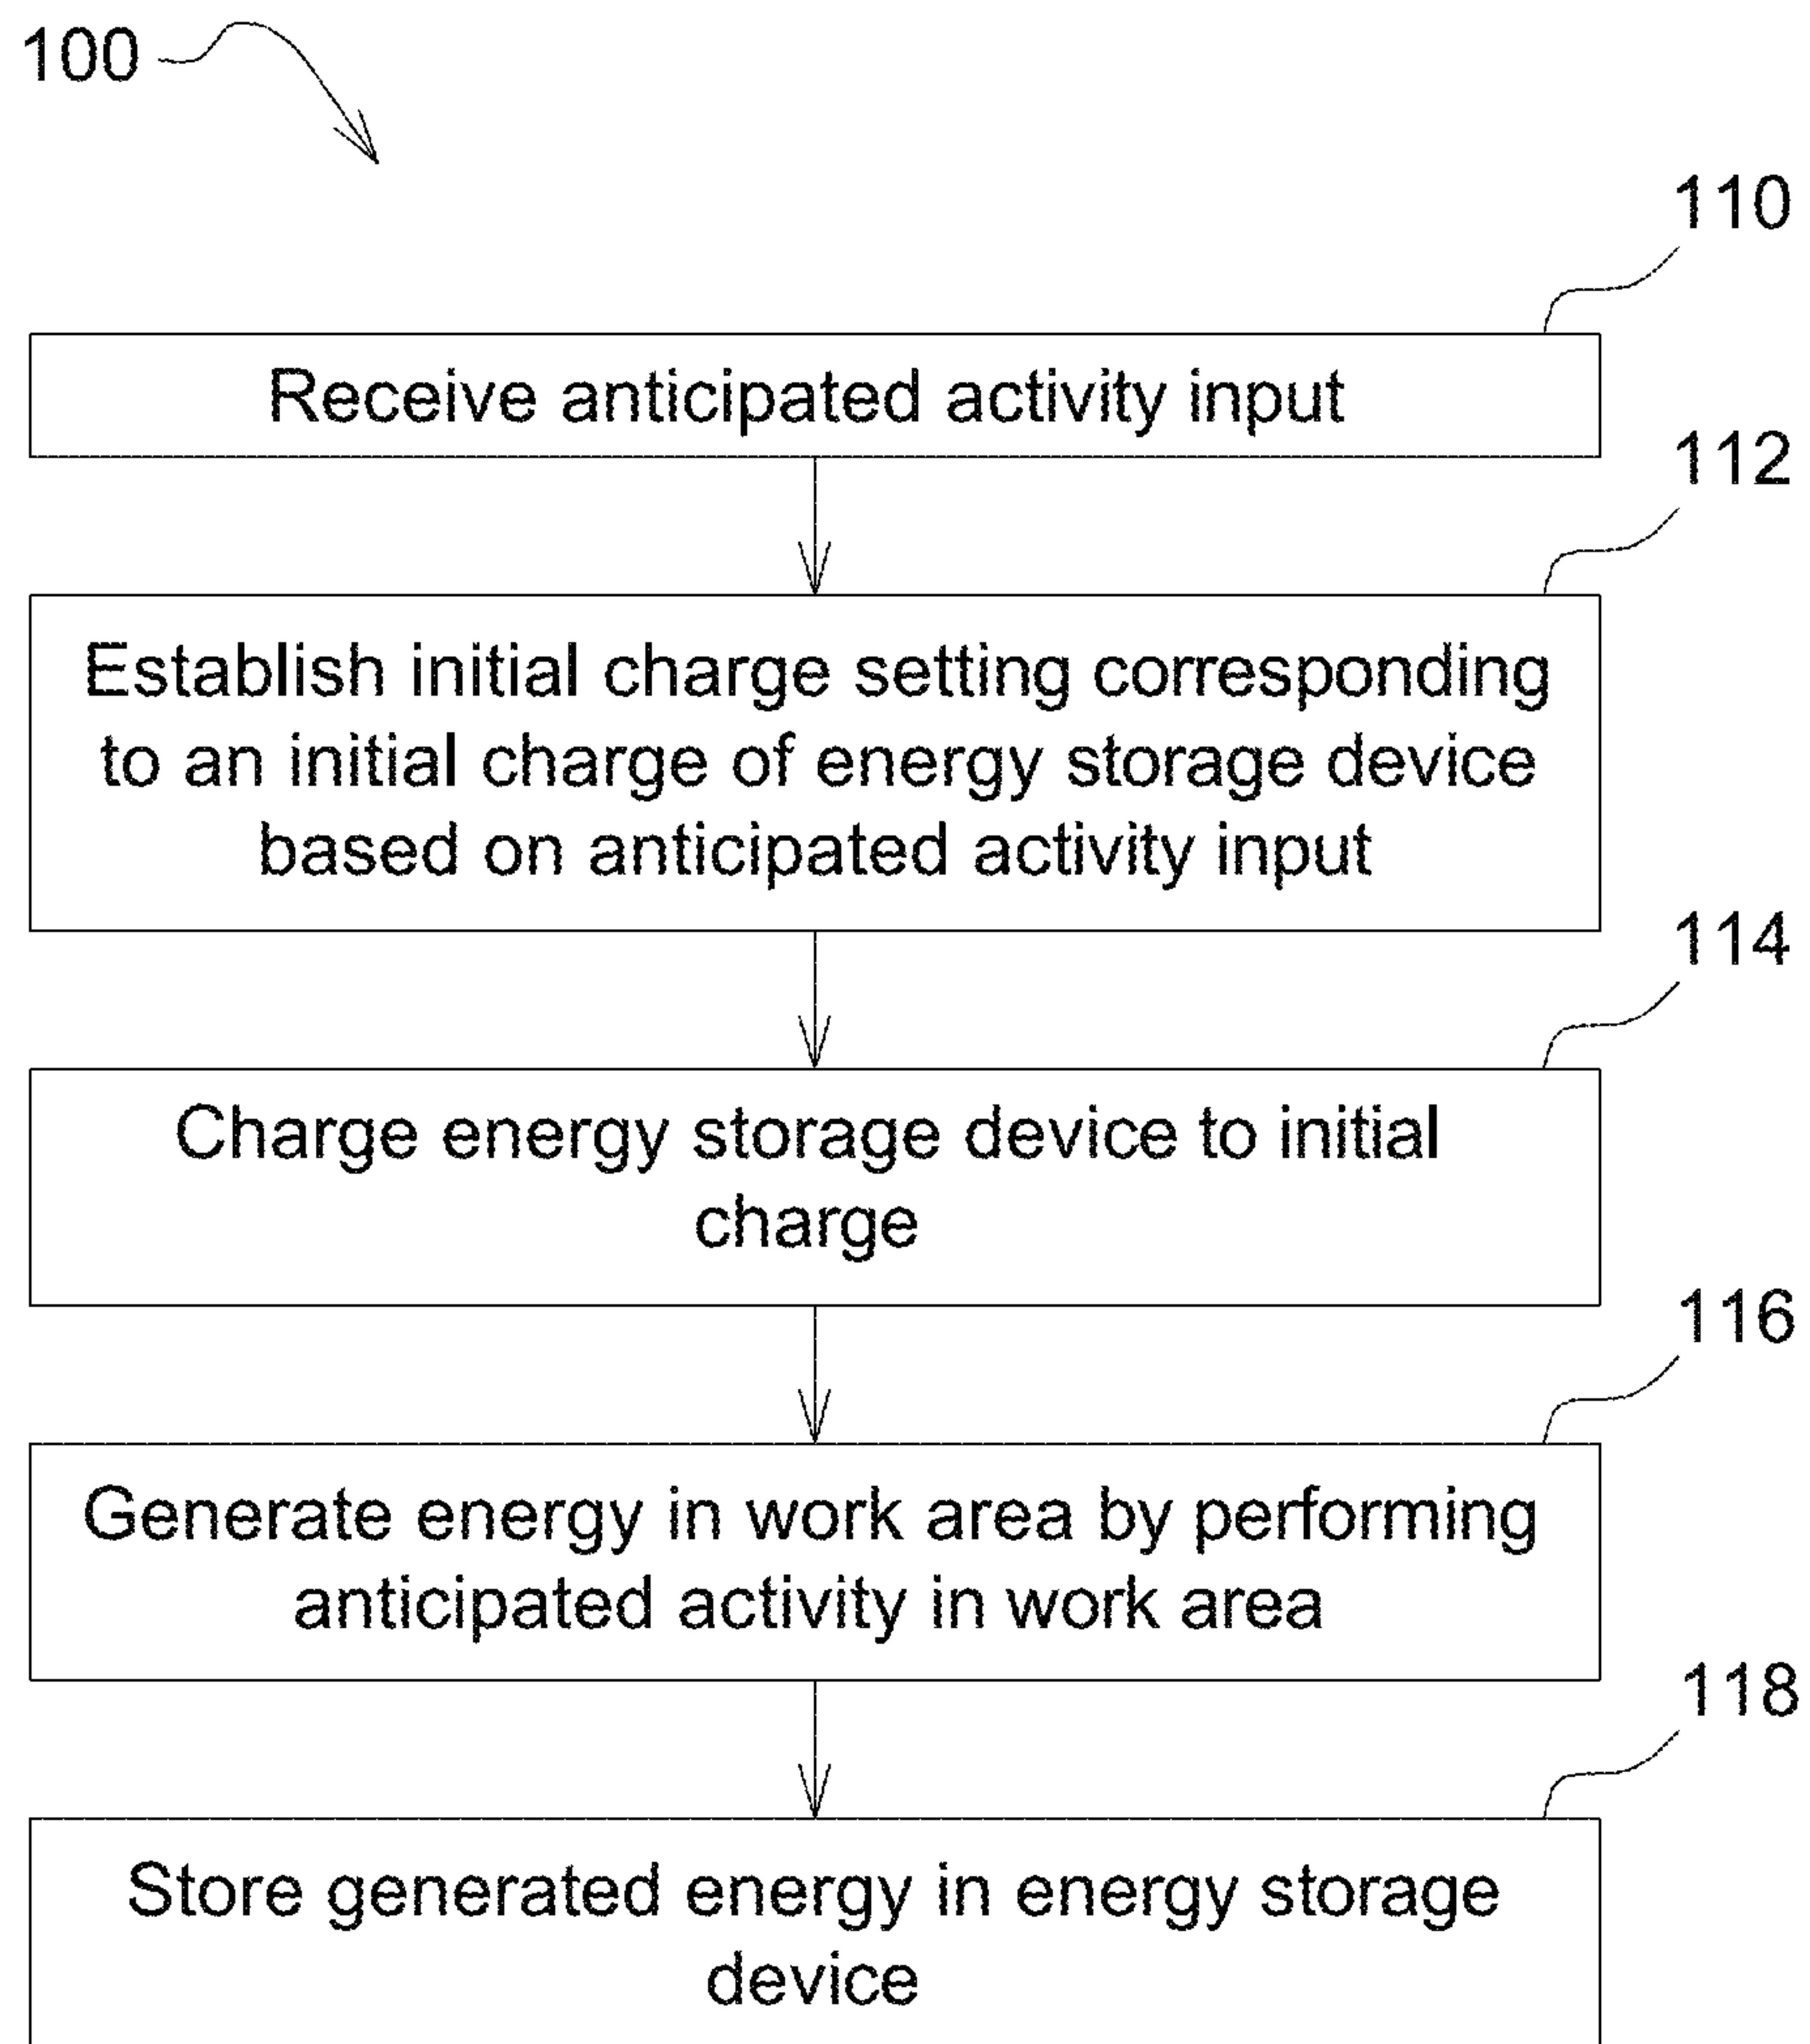 100
110
Receive anticipated activity input
112
Establish initial charge setting corresponding
to an initial charge of energy storage device
based on anticipated activity input
114
Charge energy storage device to initial
charge
116
Generate energy in work area by performing
anticipated activity in work area
118
Store generated energy in energy storage
device